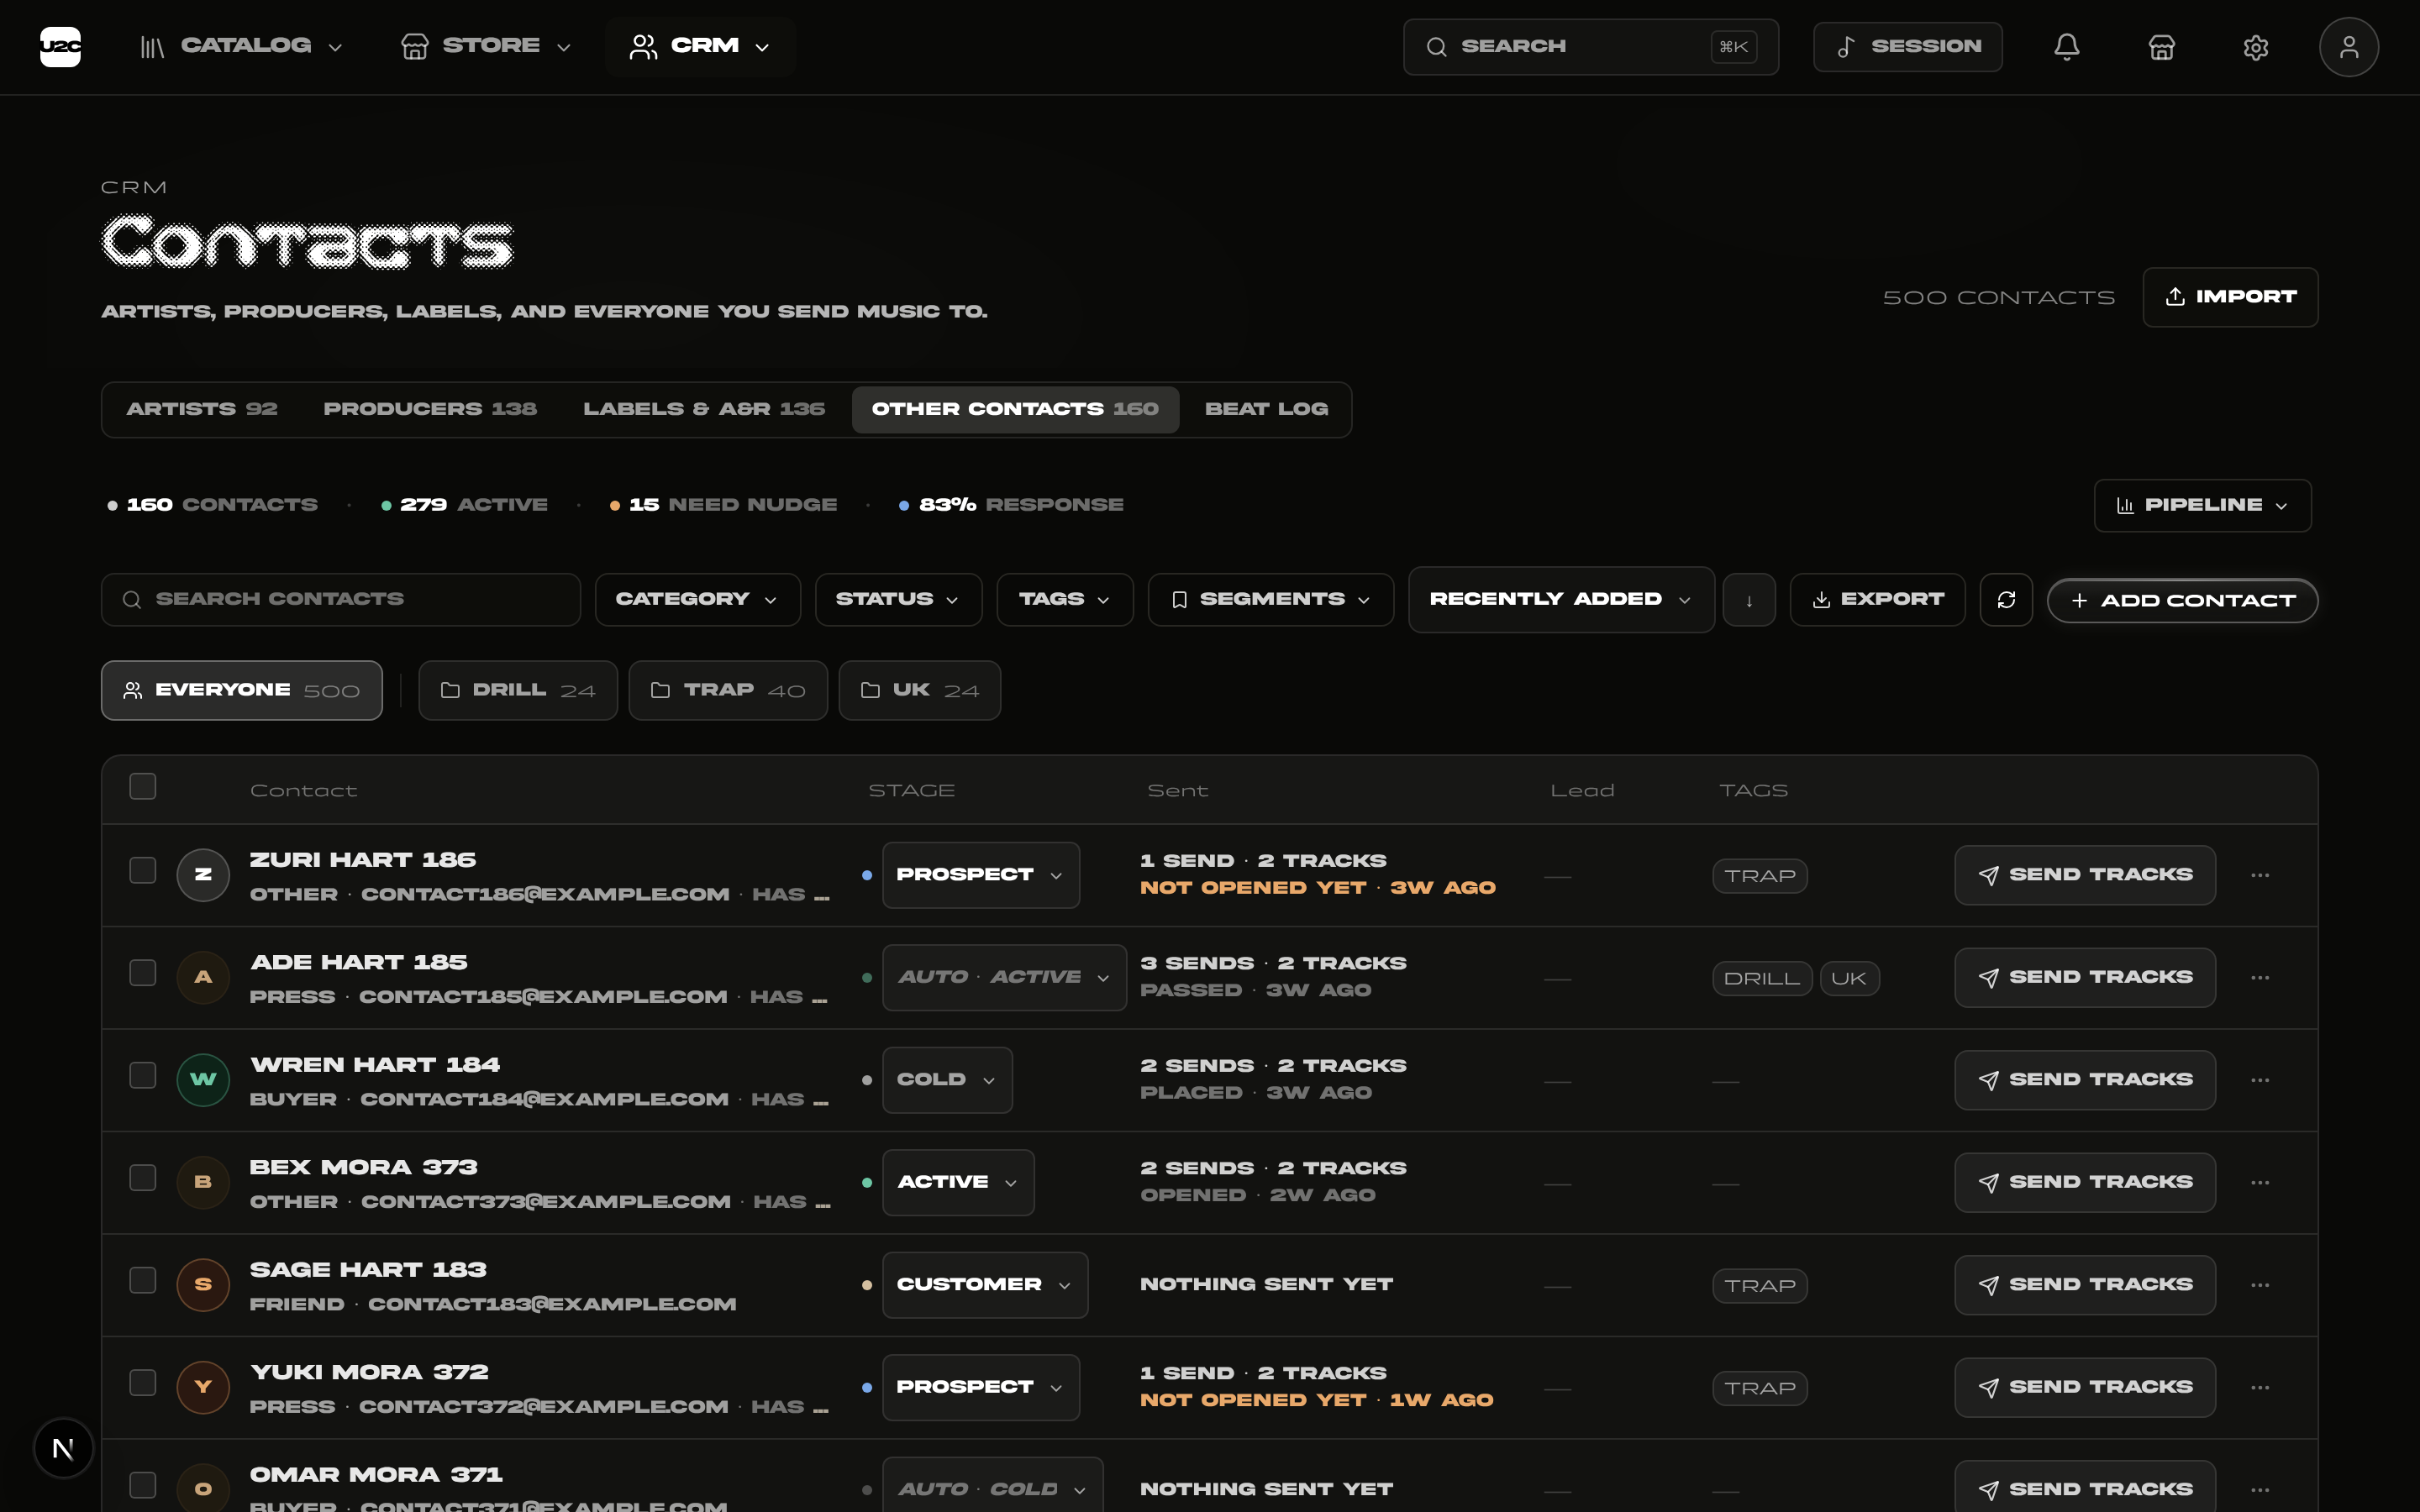 U2C CATALOG STORE CRM SEARCH ⌘K SESSION
CRM
Contacts
ARTISTS, PRODUCERS, LABELS, AND EVERYONE YOU SEND MUSIC TO.
500 CONTACTS IMPORT
ARTISTS 92 PRODUCERS 138 LABELS & A&R 136 OTHER CONTACTS 160 BEAT LOG
160 CONTACTS · 279 ACTIVE · 15 NEED NUDGE · 83% RESPONSE PIPELINE
SEARCH CONTACTS CATEGORY STATUS TAGS SEGMENTS RECENTLY ADDED ↓ EXPORT + ADD CONTACT
EVERYONE 500 DRILL 24 TRAP 40 UK 24
Contact STAGE Sent Lead TAGS
Z ZURI HART 186
OTHER · CONTACT186@EXAMPLE.COM · HAS ...
PROSPECT
1 SEND · 2 TRACKS
NOT OPENED YET · 3W AGO
— TRAP SEND TRACKS ...
A ADE HART 185
PRESS · CONTACT185@EXAMPLE.COM · HAS ...
AUTO · ACTIVE
3 SENDS · 2 TRACKS
PASSED · 3W AGO
— DRILL UK SEND TRACKS ...
W WREN HART 184
BUYER · CONTACT184@EXAMPLE.COM · HAS ...
COLD
2 SENDS · 2 TRACKS
PLACED · 3W AGO
— — SEND TRACKS ...
B BEX MORA 373
OTHER · CONTACT373@EXAMPLE.COM · HAS ...
ACTIVE
2 SENDS · 2 TRACKS
OPENED · 2W AGO
— — SEND TRACKS ...
S SAGE HART 183
FRIEND · CONTACT183@EXAMPLE.COM
CUSTOMER
NOTHING SENT YET
— TRAP SEND TRACKS ...
Y YUKI MORA 372
PRESS · CONTACT372@EXAMPLE.COM · HAS ...
PROSPECT
1 SEND · 2 TRACKS
NOT OPENED YET · 1W AGO
— TRAP SEND TRACKS ...
N
O OMAR MORA 371
BUYER · CONTACT371@EXAMPLE.COM
AUTO · COLD
NOTHING SENT YET
— — SEND TRACKS ...